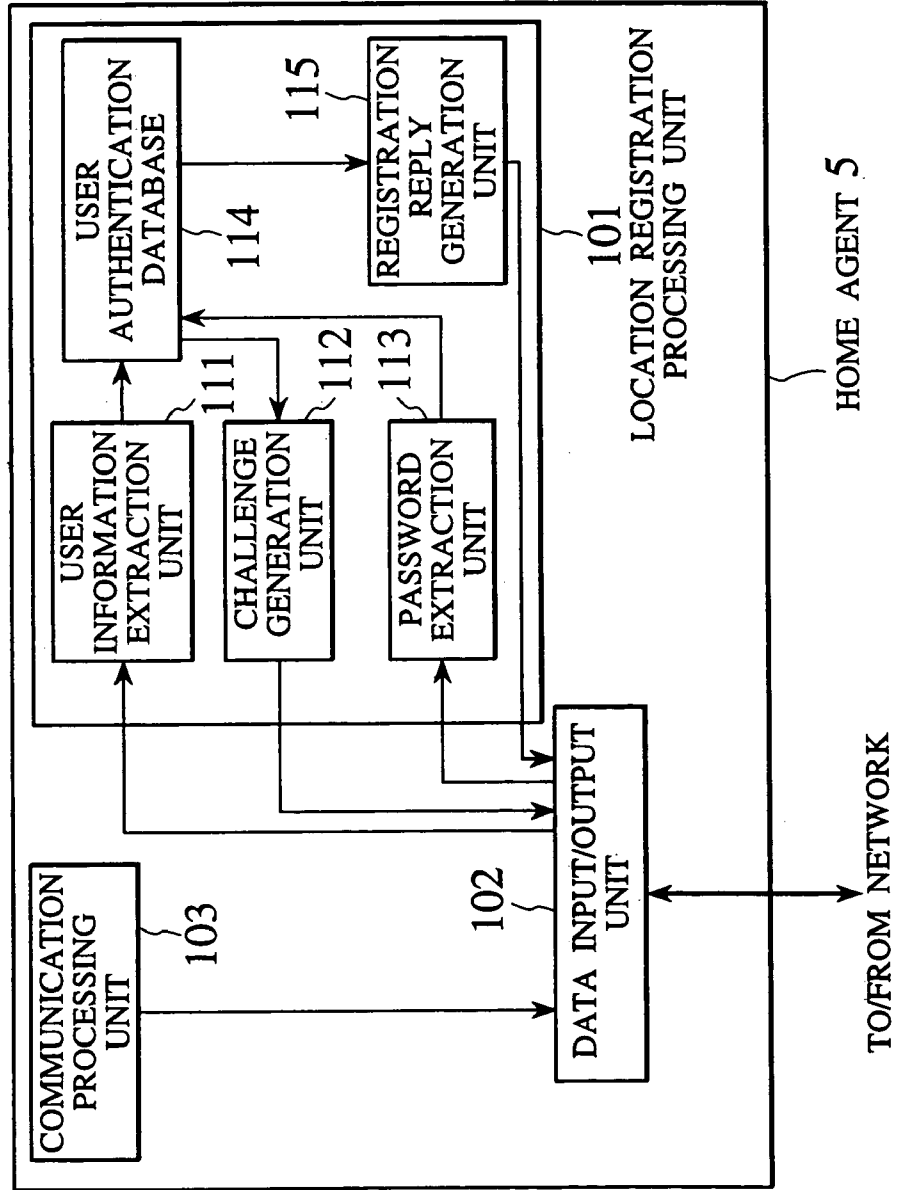 COMMUNICATION
PROCESSING
UNIT
103
USER
INFORMATION
EXTRACTION
UNIT
111
USER
AUTHENTICATION
DATABASE
114
CHALLENGE
GENERATION
UNIT
112
PASSWORD
EXTRACTION
UNIT
113
REGISTRATION
REPLY
GENERATION
UNIT
115
101
LOCATION REGISTRATION
PROCESSING UNIT
102
DATA INPUT/OUTPUT
UNIT
HOME AGENT 5
TO/FROM NETWORK